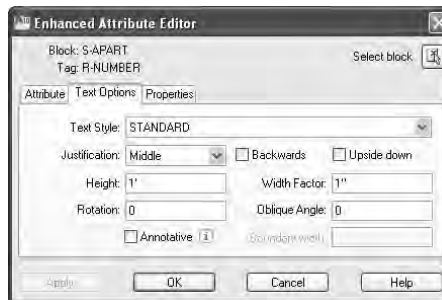 Enhanced Attribute Editor
Block: S-APART
Tag: R-NUMBER
Select block
Attribute Text Options Properties
Text Style: STANDARD
Justification: Middle Backwards Upside down
Height: 1' Width Factor: 1"
Rotation: 0 Oblique Angle: 0
Annotative Boundary width:
Apply OK Cancel Help